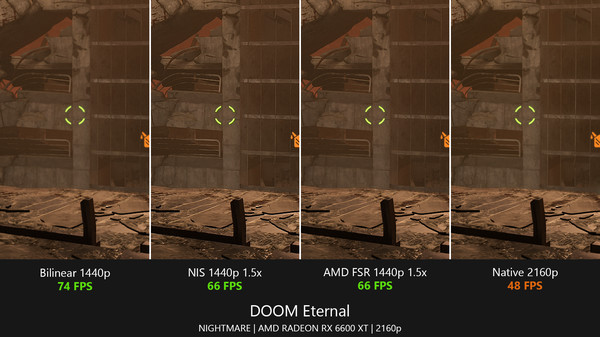 Bilinear 1440p
74 FPS
NIS 1440p 1.5x
66 FPS
AMD FSR 1440p 1.5x
66 FPS
Native 2160p
48 FPS
DOOM Eternal
NIGHTMARE | AMD RADEON RX 6600 XT | 2160p